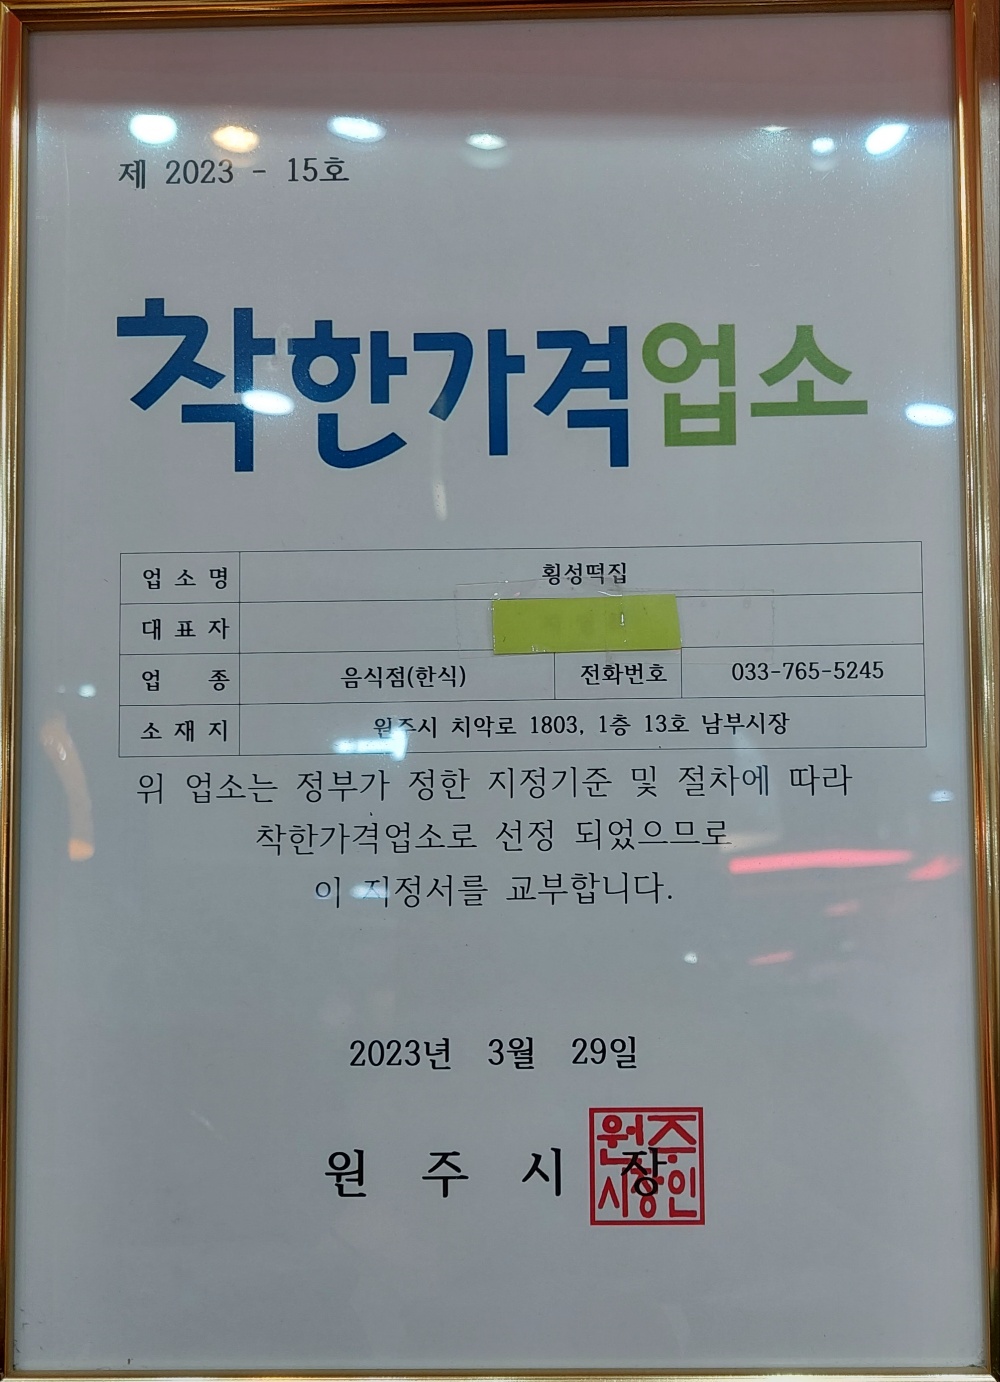 제 2023 - 15호
착한가격업소
업 소 명 횡성떡집
대 표 자
업 종 음식점(한식) 전화번호 033-765-5245
소 재 지 원주시 치악로 1803, 1층 13호 남부시장
위 업소는 정부가 정한 지정기준 및 절차에 따라
착한가격업소로 선정 되었으므로
이 지정서를 교부합니다.
2023년 3월 29일
원 주 시 장
원주
시장인